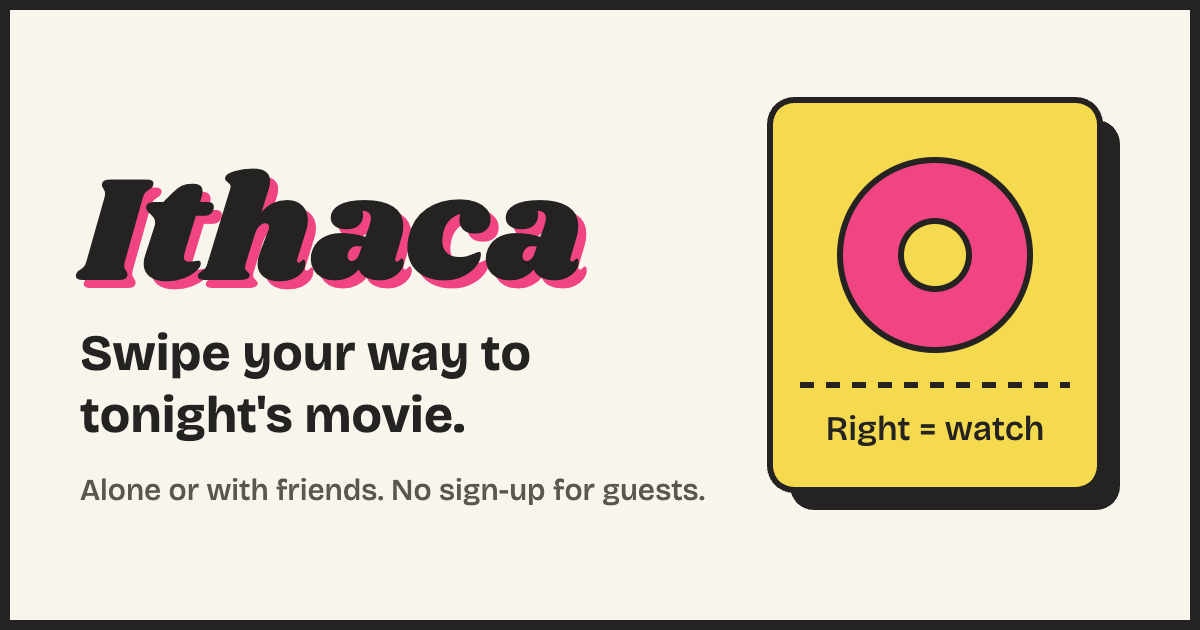 Ithaca
Swipe your way to
tonight's movie.
Alone or with friends. No sign-up for guests.
Right = watch